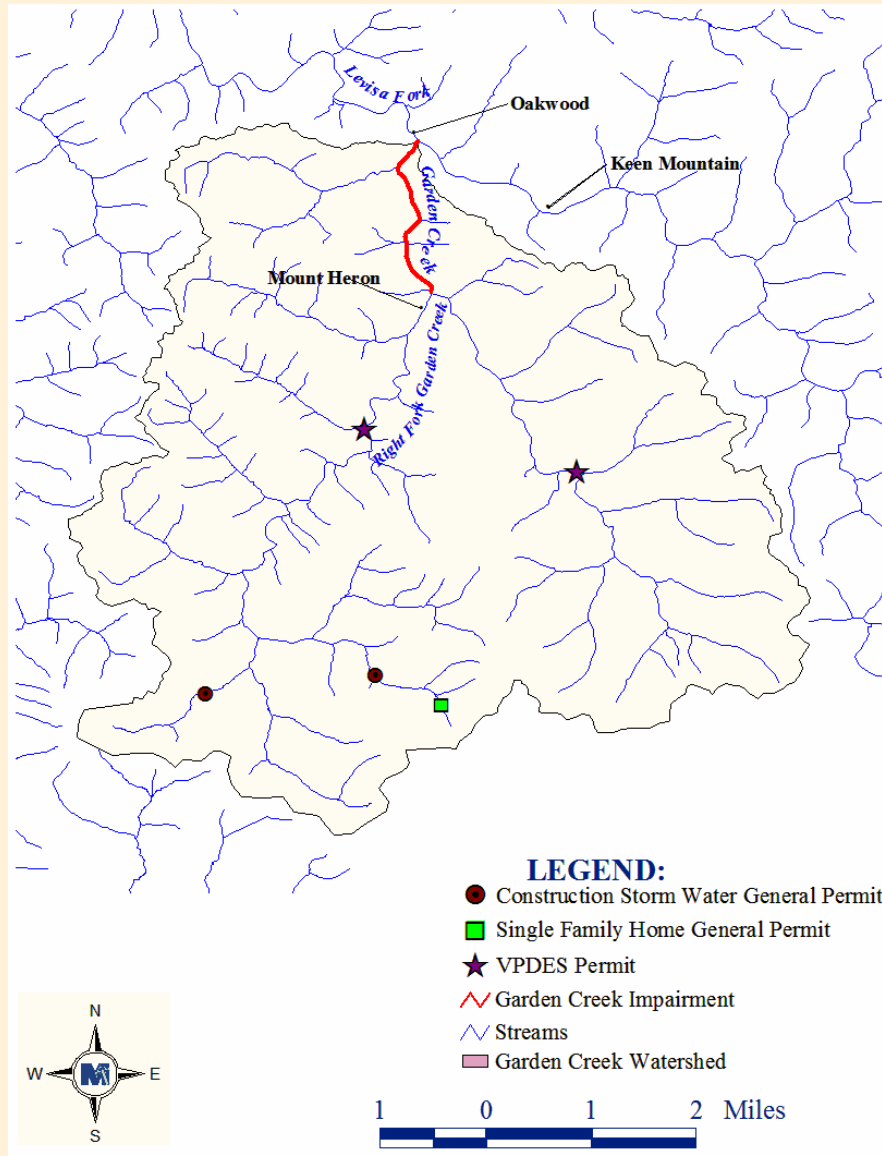 Levisa Fork
Oakwood
Keen Mountain
Garden Creek
Mount Heron
Right Fork Garden Creek
LEGEND:
Construction Storm Water General Permit
Single Family Home General Permit
VPDES Permit
Garden Creek Impairment
Streams
Garden Creek Watershed
N
W M E
S
1 0 1 2 Miles